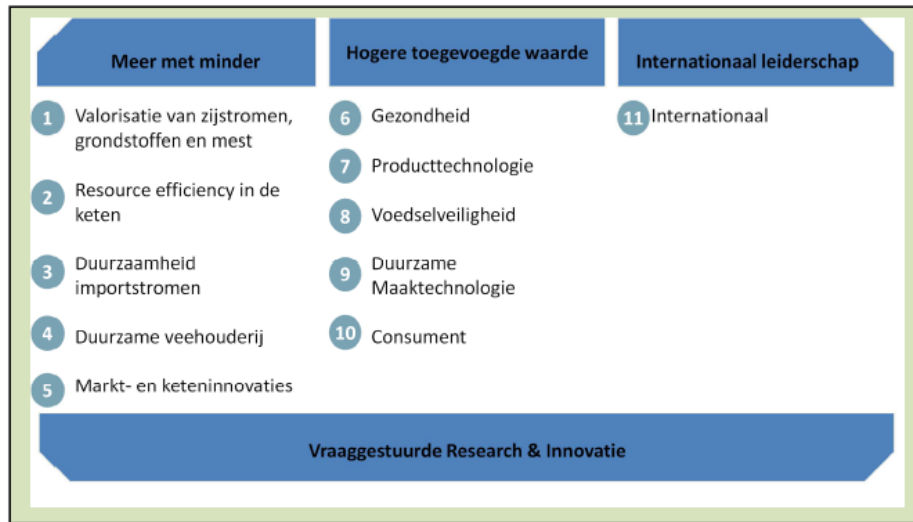 Meer met minder
1 Valorisatie van zijstromen,
grondstoffen en mest
2 Resource efficiency in de
keten
3 Duurzaamheid
importstromen
4 Duurzame veehouderij
5 Markt- en keteninnovaties
Hogere toegevoegde waarde
6 Gezondheid
7 Producttechnologie
8 Voedselveiligheid
9 Duurzame
Maaktechnologie
10 Consument
Internationaal leiderschap
11 Internationaal
Vraaggestuurde Research & Innovatie